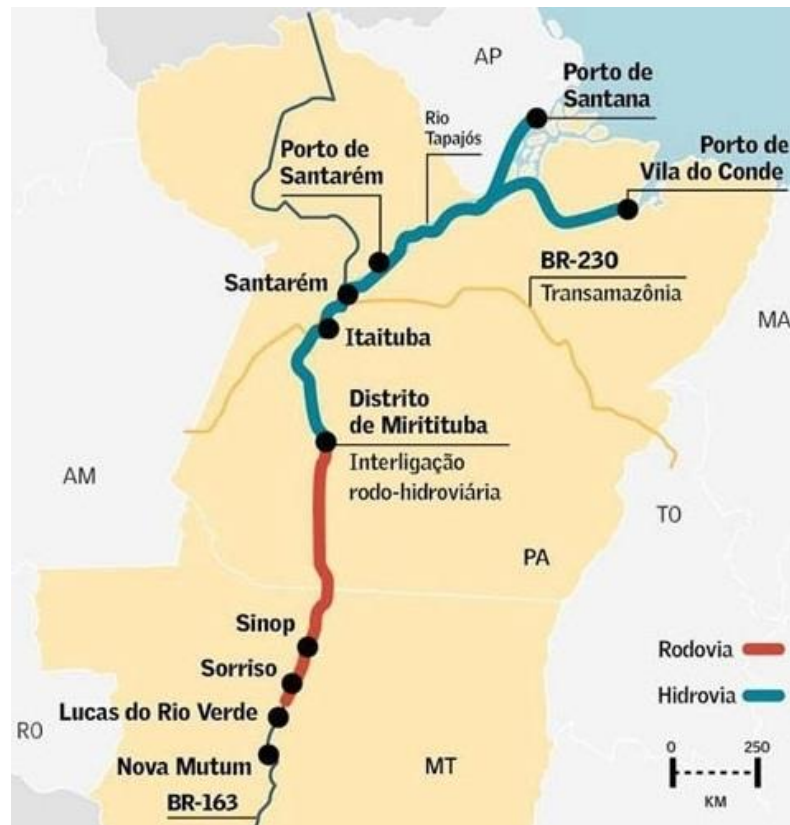 AP
Porto de
Santana
Rio
Tapajós
Porto de
Santarém
Porto de
Vila do Conde
BR-230
Transamazônia
Santarém
MA
Itaituba
Distrito
de Miritituba
Interligação
rodo-hidroviária
AM
TO
PA
Sinop
Sorriso
Rodovia
Hidrovia
Lucas do Rio Verde
RO
Nova Mutum
MT
0 250
KM
BR-163